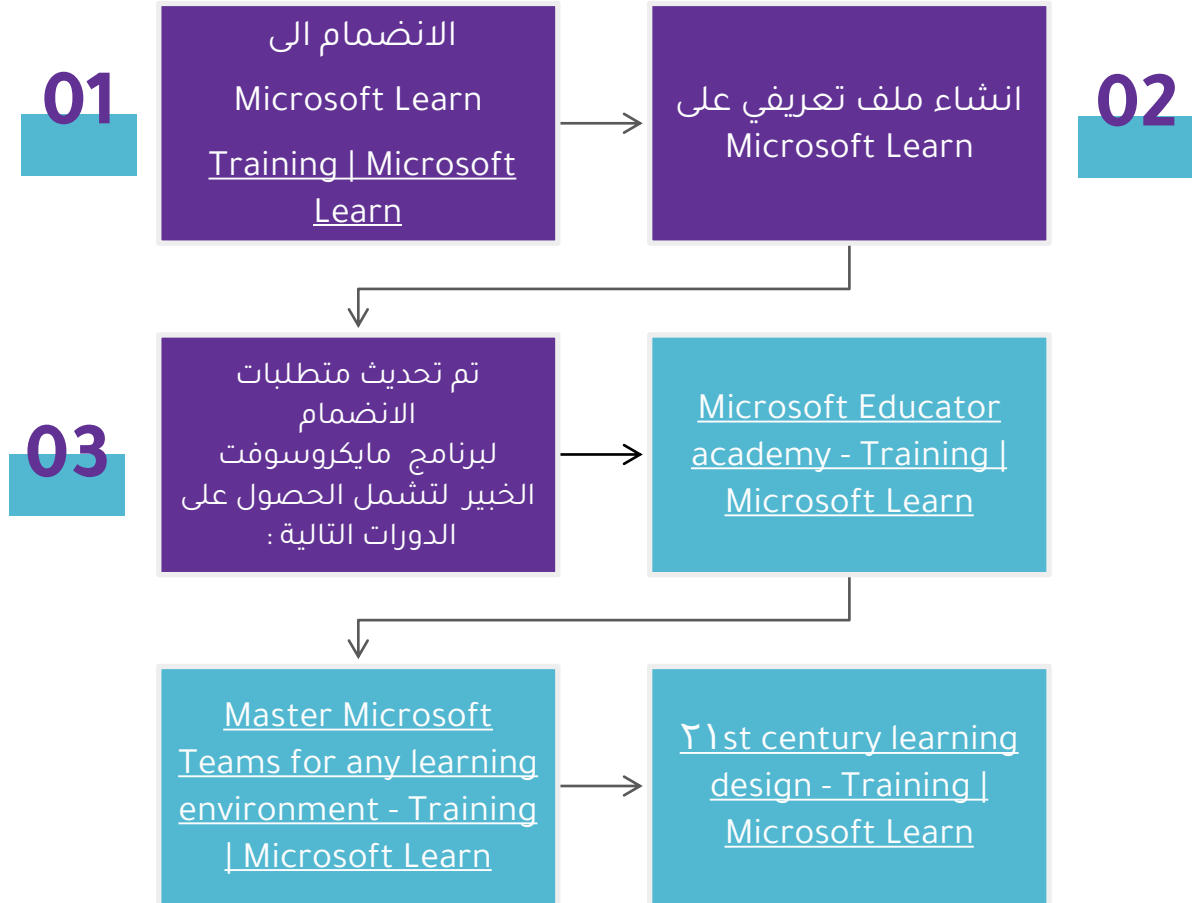 01
الانضمام الى
Microsoft Learn
Training | Microsoft
Learn
انشاء ملف تعريفي على
Microsoft Learn
02
03
تم تحديث متطلبات
الانضمام
لبرنامج مايكروسوفت
الخبير لتشمل الحصول على
الدورات التالية :
Microsoft Educator
academy - Training |
Microsoft Learn
Master Microsoft
Teams for any learning
environment - Training
| Microsoft Learn
٢١st century learning
design - Training |
Microsoft Learn